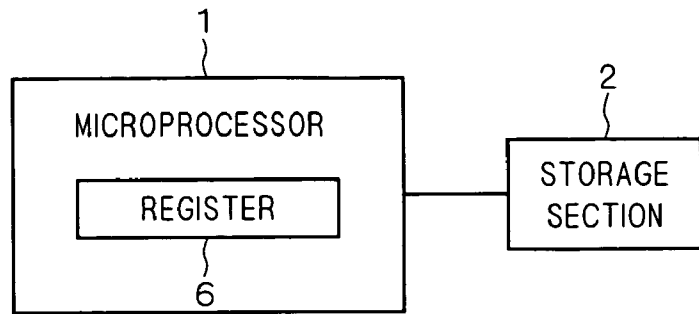 1
MICROPROCESSOR
REGISTER
6
2
STORAGE
SECTION